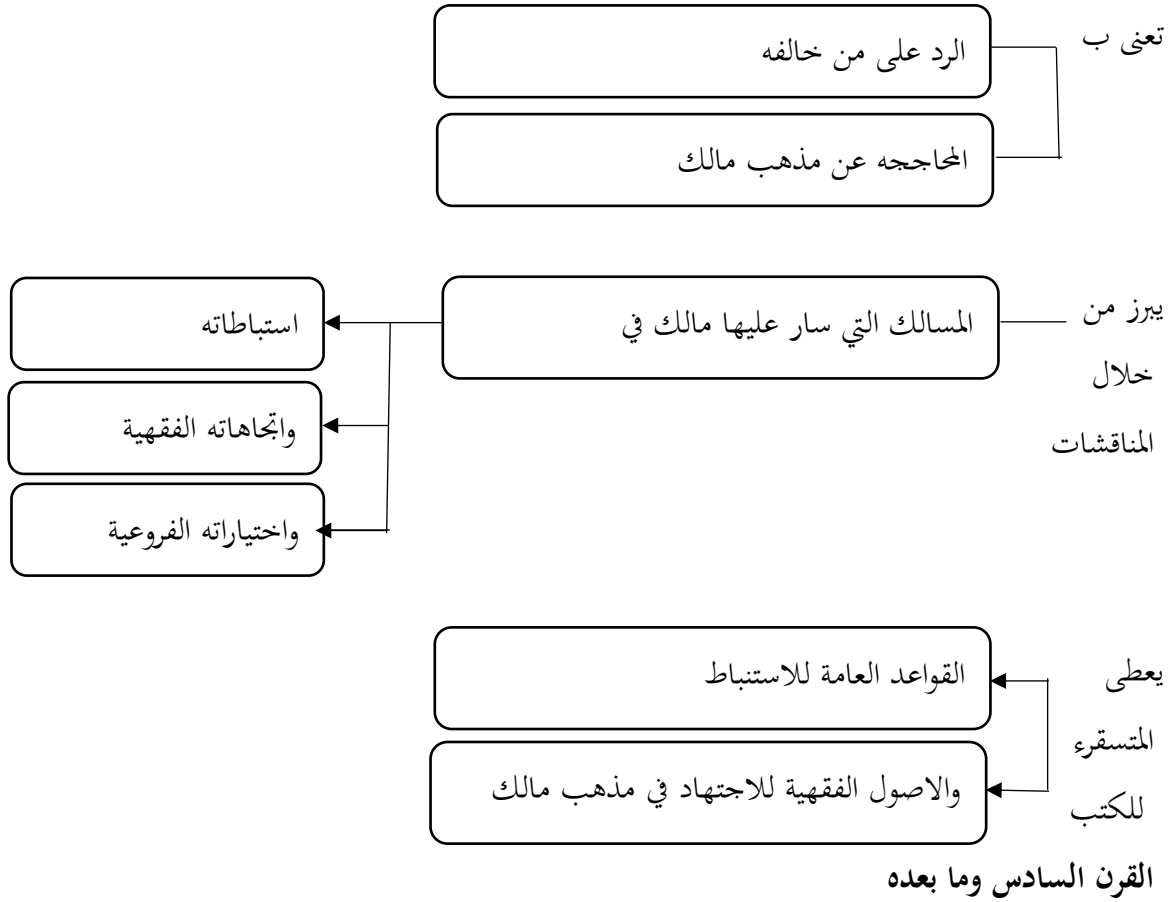 تعنى ب
الرد على من خالفه
المحاججه عن مذهب مالك
يبرز من
خلال
المناقشات
المسالك التي سار عليها مالك في
استباطاته
واتجاهاته الفقهية
واختياراته الفروعية
يعطى
المتسقرء
للكتب
القواعد العامة للاستنباط
والاصول الفقهية للاجتهاد في مذهب مالك
القرن السادس وما بعده